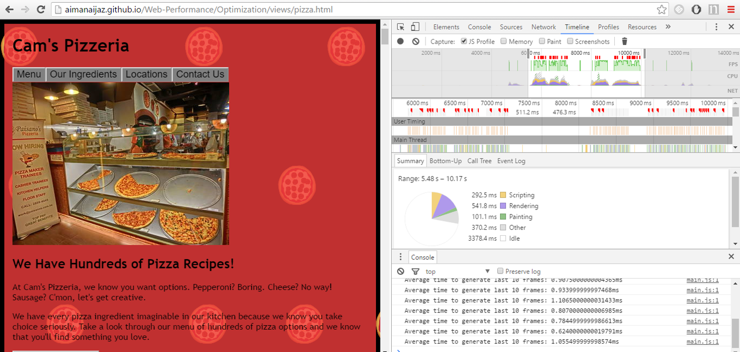 aimanaijaz.github.io/Web-Performance/Optimization/views/pizza.html
Cam's Pizzeria
Menu Our Ingredients Locations Contact Us
NOW HIRING
PIZZA MAKER
We Have Hundreds of Pizza Recipes!
At Cam's Pizzeria, we know you want options. Pepperoni? Boring. Cheese? No way!
Sausage? C'mon, let's get creative.
We have every pizza ingredient imaginable in our kitchen because we know you take
choice seriously. Take a look through our menu of hundreds of pizza options and we know
that you'll find something you love.
Elements Console Sources Network Timeline Profiles Resources
Capture: JS Profile Memory Paint Screenshots
2000 ms 4000 ms 8000 ms 10000 ms 12000 ms 14000 ms
FPS
CPU
NET
6000 ms 6500 ms 7000 ms 7500 ms 8000 ms 8500 ms 9000 ms 9500 ms 10000 ms
511.2 ms 476.3 ms
User Timing
Main Thread
Summary Bottom-Up Call Tree Event Log
Range: 5.48 s – 10.17 s
292.5 ms Scripting
541.8 ms Rendering
101.1 ms Painting
370.2 ms Other
3378.4 ms Idle
Console
top Preserve log
Average time to generate last 10 frames: 0.907500000004365ms main.js:1
Average time to generate last 10 frames: 0.933999999997468ms main.js:1
Average time to generate last 10 frames: 1.1065000000031433ms main.js:1
Average time to generate last 10 frames: 0.8070000000006985ms main.js:1
Average time to generate last 10 frames: 0.7844999999986613ms main.js:1
Average time to generate last 10 frames: 0.6240000000019791ms main.js:1
Average time to generate last 10 frames: 1.055499999998574ms main.js:1